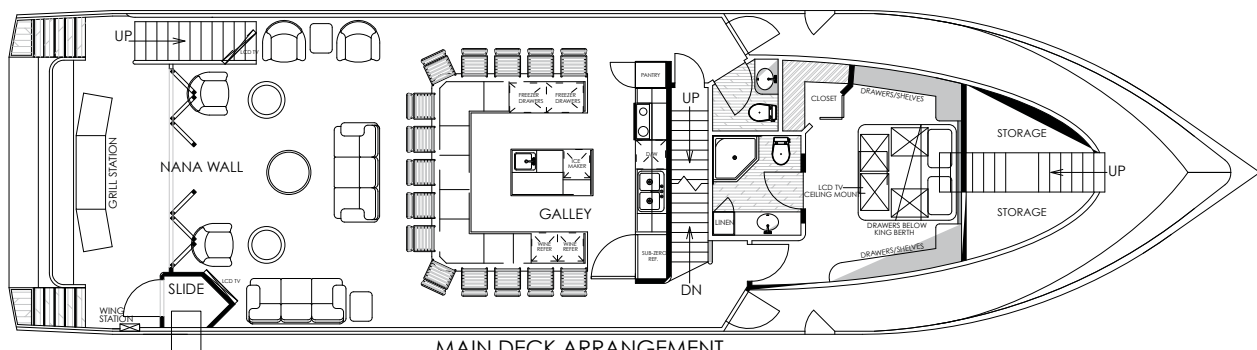 UP
LCD TV
NANA WALL
GRILL STATION
SLIDE
LCD TV
WING
STATION
FREEZER
DRAWERS
FREEZER
DRAWERS
ICE
MAKER
GALLEY
WINE
REFER
WINE
REFER
PANTRY
D/W
SUB-ZERO
REF.
UP
DN
LINEN
CLOSET
DRAWERS/SHELVES
LCD TV
CEILING MOUNT
DRAWERS BELOW
KING BERTH
DRAWERS/SHELVES
STORAGE
UP
STORAGE
MAIN DECK ARRANGEMENT